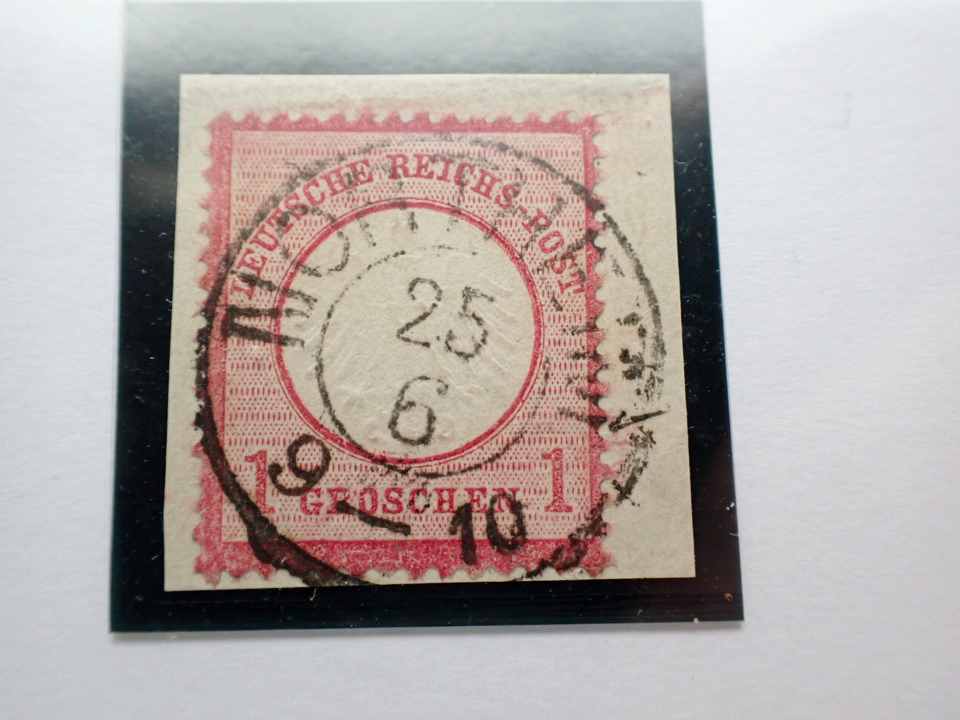 DEUTSCHE REICHS-POST
25
6
9-10
1 GROSCHEN 1